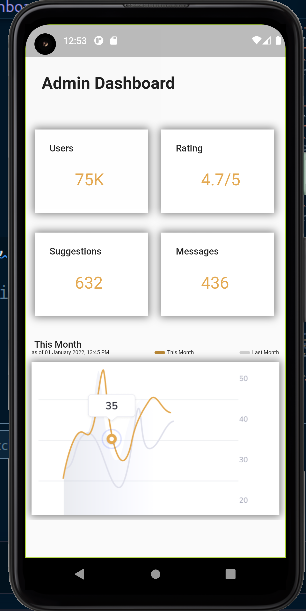 12:53
Admin Dashboard
Users
Rating
75K
4.7/5
Suggestions
Messages
632
436
This Month
as of 01 January 2022, 12:45 PM
This Month
Last Month
50
35
40
30
20